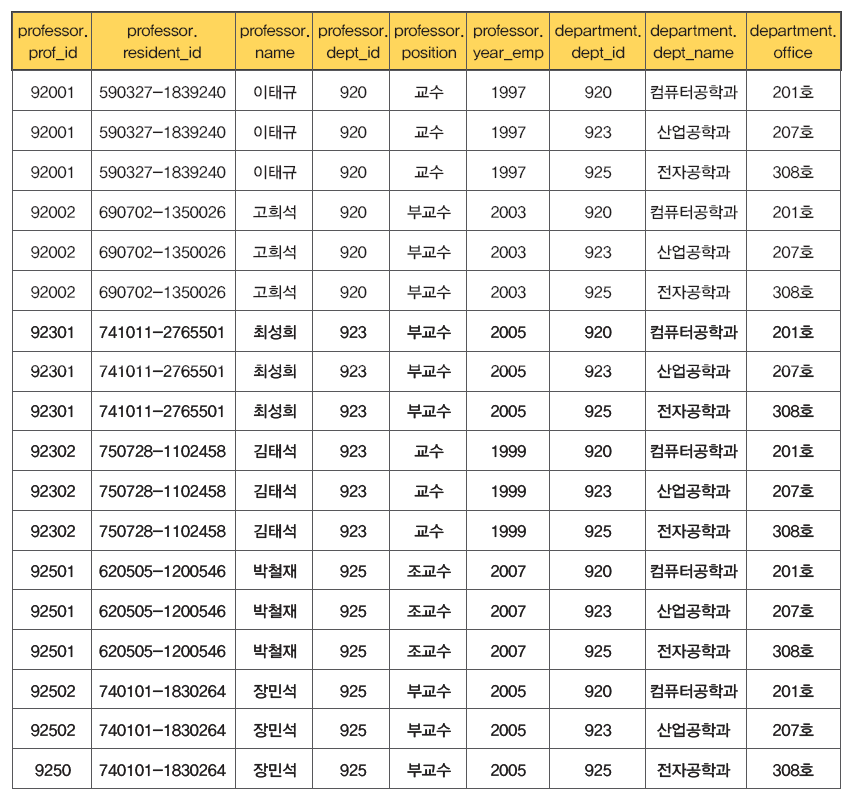 professor. professor. professor. professor. professor. professor. department. department. department.
prof_id resident_id name dept_id position year_emp dept_id dept_name office
92001 590327-1839240 이태규 920 교수 1997 920 컴퓨터공학과 201호
92001 590327-1839240 이태규 920 교수 1997 923 산업공학과 207호
92001 590327-1839240 이태규 920 교수 1997 925 전자공학과 308호
92002 690702-1350026 고희석 920 부교수 2003 920 컴퓨터공학과 201호
92002 690702-1350026 고희석 920 부교수 2003 923 산업공학과 207호
92002 690702-1350026 고희석 920 부교수 2003 925 전자공학과 308호
92301 741011-2765501 최성희 923 부교수 2005 920 컴퓨터공학과 201호
92301 741011-2765501 최성희 923 부교수 2005 923 산업공학과 207호
92301 741011-2765501 최성희 923 부교수 2005 925 전자공학과 308호
92302 750728-1102458 김태석 923 교수 1999 920 컴퓨터공학과 201호
92302 750728-1102458 김태석 923 교수 1999 923 산업공학과 207호
92302 750728-1102458 김태석 923 교수 1999 925 전자공학과 308호
92501 620505-1200546 박철재 925 조교수 2007 920 컴퓨터공학과 201호
92501 620505-1200546 박철재 925 조교수 2007 923 산업공학과 207호
92501 620505-1200546 박철재 925 조교수 2007 925 전자공학과 308호
92502 740101-1830264 장민석 925 부교수 2005 920 컴퓨터공학과 201호
92502 740101-1830264 장민석 925 부교수 2005 923 산업공학과 207호
9250 740101-1830264 장민석 925 부교수 2005 925 전자공학과 308호